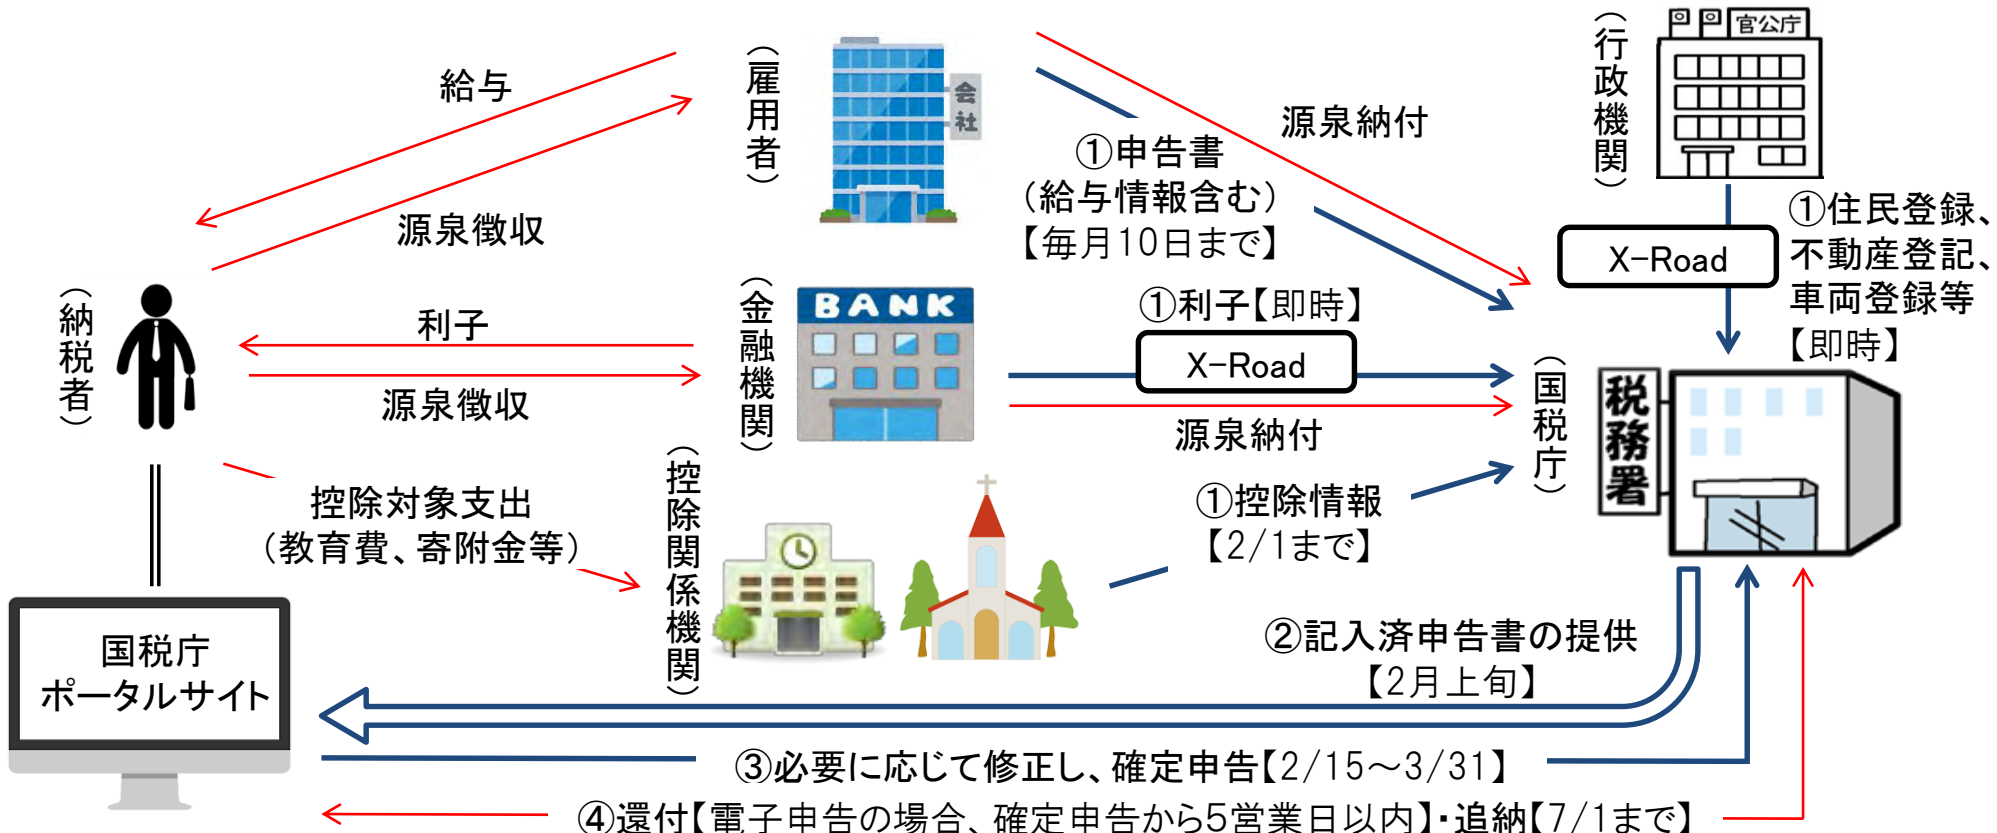 給与
源泉徴収
（雇用者）
会社
源泉納付
①申告書
（給与情報含む）
【毎月10日まで】
（行政機関）
官公庁
①住民登録、
不動産登記、
車両登録等
【即時】
X-Road
（納税者）
利子
源泉徴収
（金融機関）
BANK
①利子【即時】
X-Road
源泉納付
（国税庁）
税務署
控除対象支出
（教育費、寄附金等）
（控除関係機関）
①控除情報
【2/1まで】
国税庁
ポータルサイト
②記入済申告書の提供
【2月上旬】
③必要に応じて修正し、確定申告【2/15～3/31】
④還付【電子申告の場合、確定申告から5営業日以内】・追納【7/1まで】